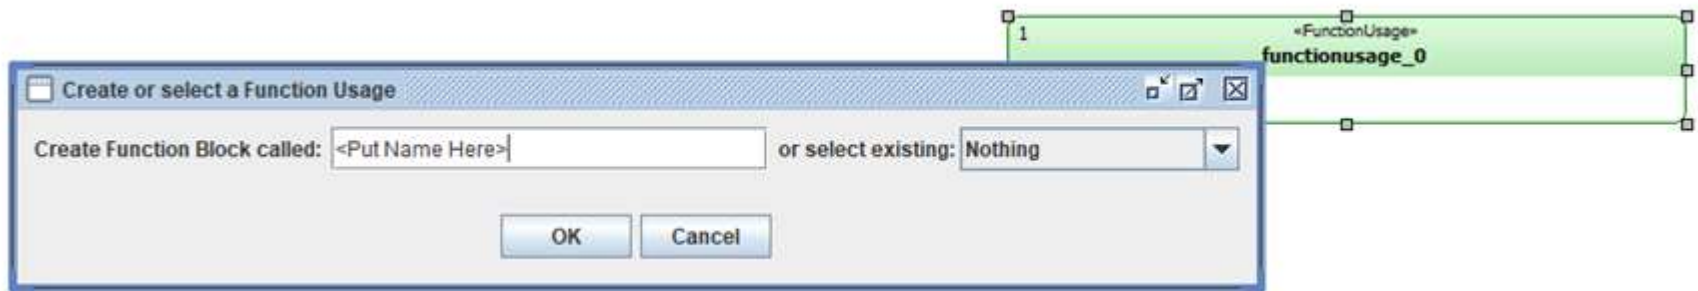 1
«FunctionUsage»
functionusage_0
Create or select a Function Usage
Create Function Block called: <Put Name Here> or select existing: Nothing
OK Cancel